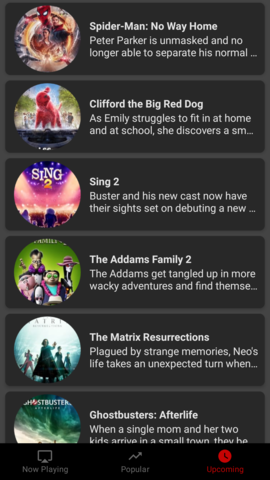 Spider-Man: No Way Home
Peter Parker is unmasked and no
longer able to separate his normal ...
Clifford the Big Red Dog
As Emily struggles to fit in at home
and at school, she discovers a sm...
SING
2
Sing 2
Buster and his new cast now have
their sights set on debuting a new ...
The Addams Family 2
The Addams get tangled up in more
wacky adventures and find themse...
The Matrix Resurrections
Plagued by strange memories, Neo's
life takes an unexpected turn when...
GHOSTBUSTERS
AFTERLIFE
Ghostbusters: Afterlife
When a single mom and her two
kids arrive in a small town, they be
Now Playing
Popular
Upcoming